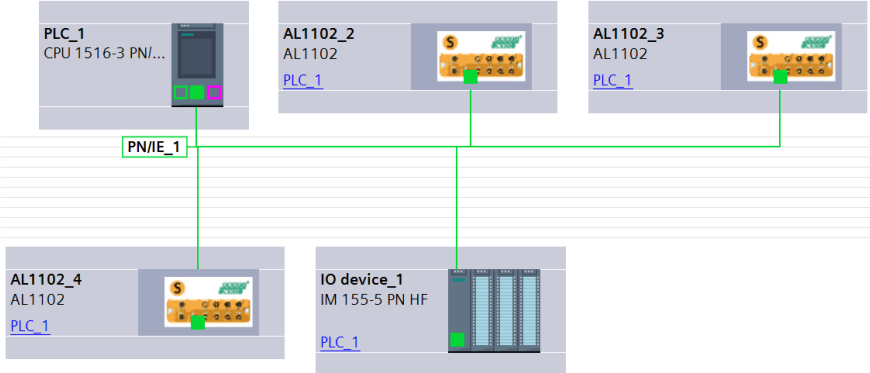 PLC_1
CPU 1516-3 PN/...
AL1102_2
AL1102
PLC_1
AL1102_3
AL1102
PLC_1
PN/IE_1
AL1102_4
AL1102
PLC_1
IO device_1
IM 155-5 PN HF
PLC_1